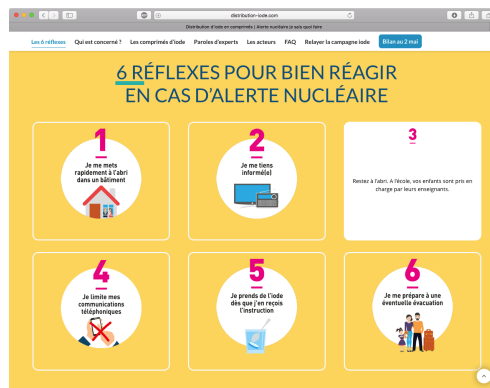 distribution-iode.com
Distribution d'iode en comprimés | Alerte nucléaire je sais quoi faire
Les 6 réflexes Qui est concerné ? Les comprimés d'iode Paroles d'experts Les acteurs FAQ Relayer la campagne iode Bilan au 2 mai
6 RÉFLEXES POUR BIEN RÉAGIR
EN CAS D'ALERTE NUCLÉAIRE
1
Je me mets
rapidement à l'abri
dans un bâtiment
2
Je me tiens
informé(e)
3
Restez à l'abri. A l'école, vos enfants sont pris en
charge par leurs enseignants.
4
Je limite mes
communications
téléphoniques
5
Je prends de l'iode
dès que j'en reçois
l'instruction
6
Je me prépare à une
éventuelle évacuation